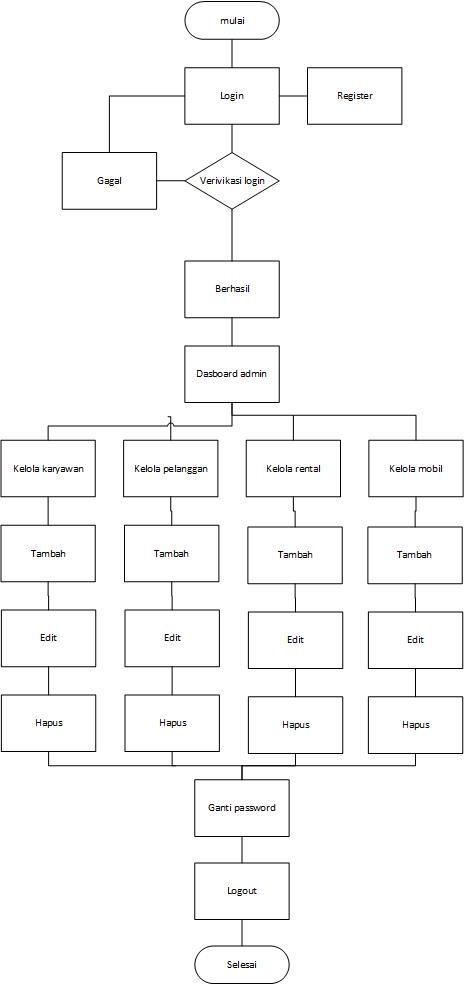 mulai
Login
Register
Gagal
Verivikasi login
Berhasil
Dasboard admin
Kelola karyawan
Kelola pelanggan
Kelola rental
Kelola mobil
Tambah
Tambah
Tambah
Tambah
Edit
Edit
Edit
Edit
Hapus
Hapus
Hapus
Hapus
Ganti password
Logout
Selesai